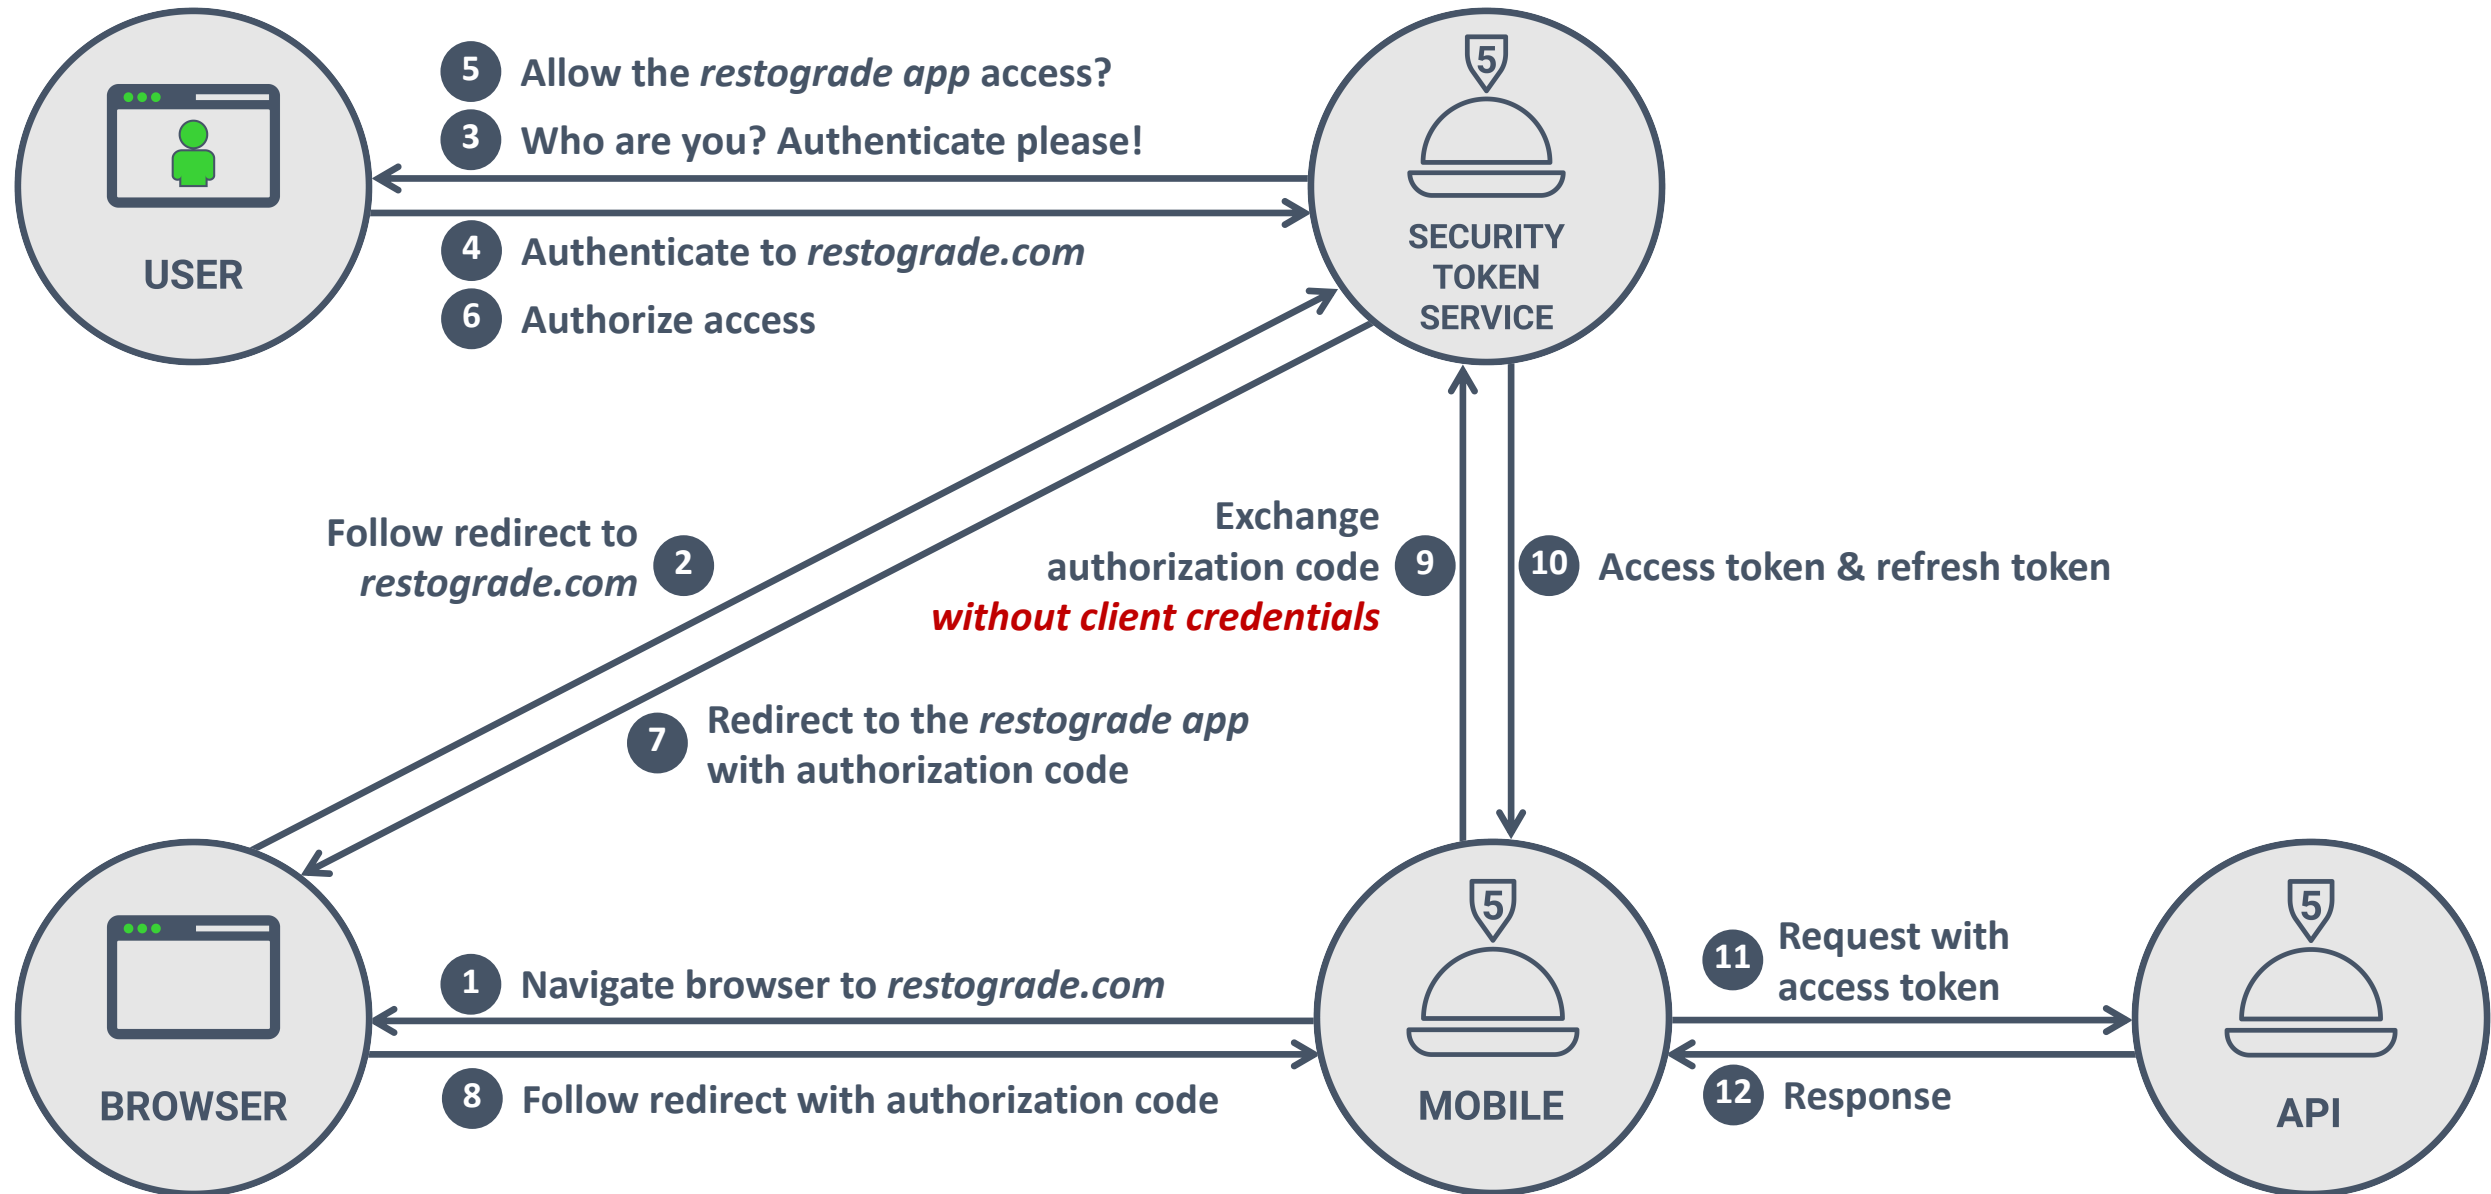 5 Allow the restograde app access?
3 Who are you? Authenticate please!
4 Authenticate to restograde.com
6 Authorize access
USER
5
SECURITY
TOKEN
SERVICE
Follow redirect to
restograde.com
2
Exchange
authorization code
without client credentials
9
10 Access token & refresh token
7 Redirect to the restograde app
with authorization code
BROWSER
1 Navigate browser to restograde.com
8 Follow redirect with authorization code
5
MOBILE
11 Request with
access token
12 Response
5
API